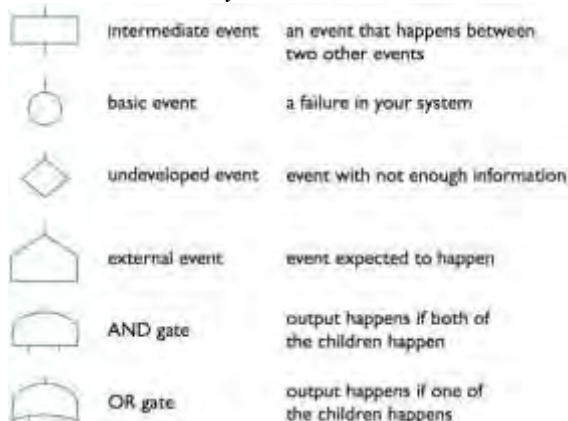 intermediate event an event that happens between
two other events
basic event a failure in your system
undeveloped event event with not enough information
external event event expected to happen
AND gate output happens if both of
the children happen
OR gate output happens if one of
the children happens